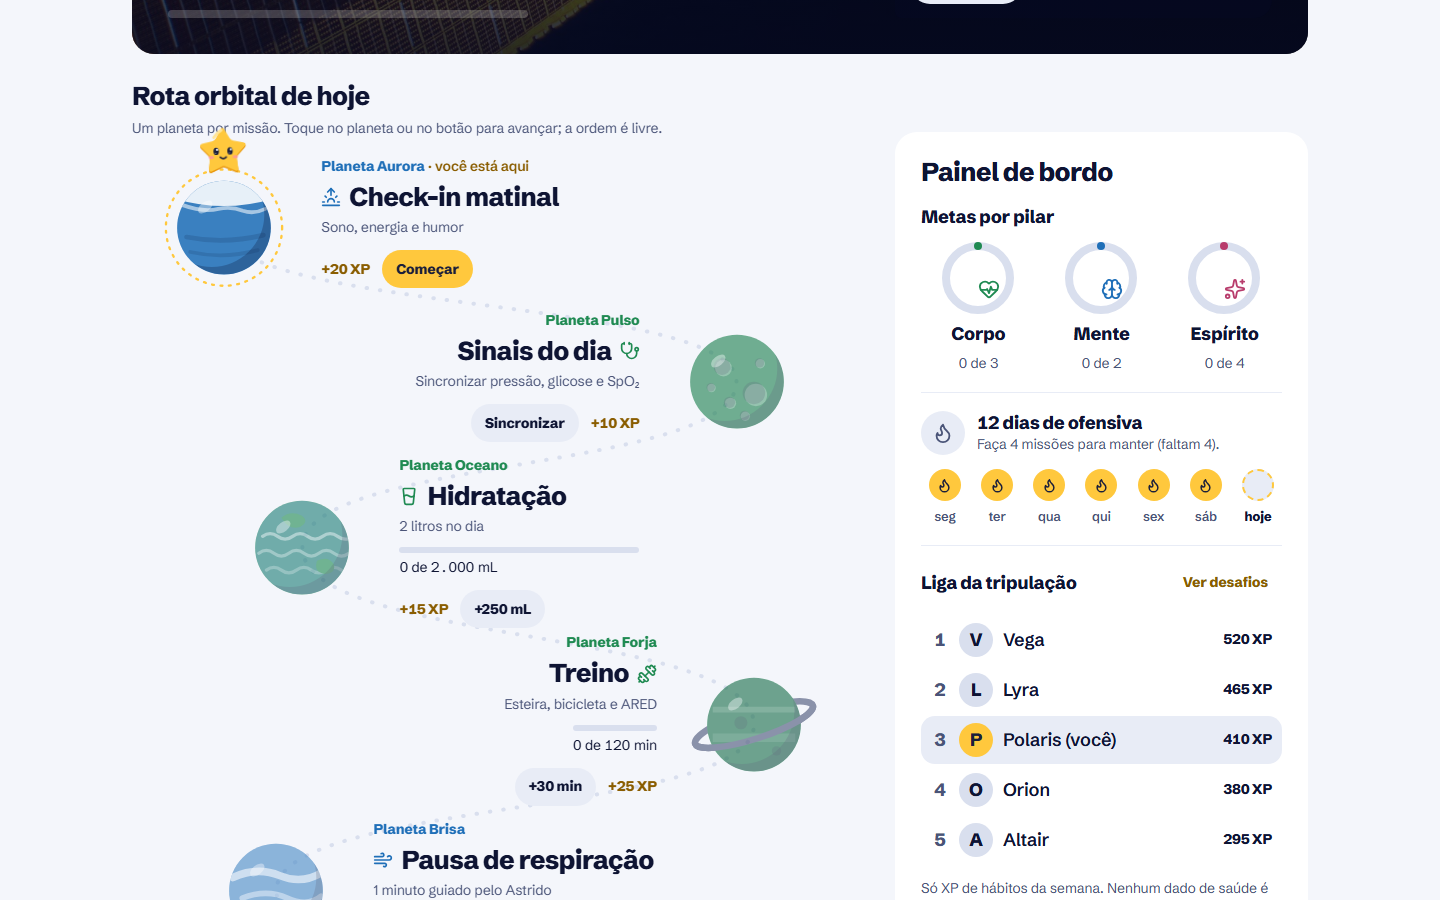 Rota orbital de hoje
Um planeta por missão. Toque no planeta ou no botão para avançar; a ordem é livre.
Planeta Aurora · você está aqui
Check-in matinal
Sono, energia e humor
+20 XP
Começar
Planeta Pulso
Sinais do dia
Sincronizar pressão, glicose e SpO₂
Sincronizar
+10 XP
Planeta Oceano
Hidratação
2 litros no dia
0 de 2.000 mL
+15 XP
+250 mL
Planeta Forja
Treino
Esteira, bicicleta e ARED
0 de 120 min
+30 min
+25 XP
Planeta Brisa
Pausa de respiração
1 minuto guiado pelo Astrido
Painel de bordo
Metas por pilar
Corpo
0 de 3
Mente
0 de 2
Espírito
0 de 4
12 dias de ofensiva
Faça 4 missões para manter (faltam 4).
seg
ter
qua
qui
sex
sáb
hoje
Liga da tripulação
Ver desafios
1 V Vega 520 XP
2 L Lyra 465 XP
3 P Polaris (você) 410 XP
4 O Orion 380 XP
5 A Altair 295 XP
Só XP de hábitos da semana. Nenhum dado de saúde é